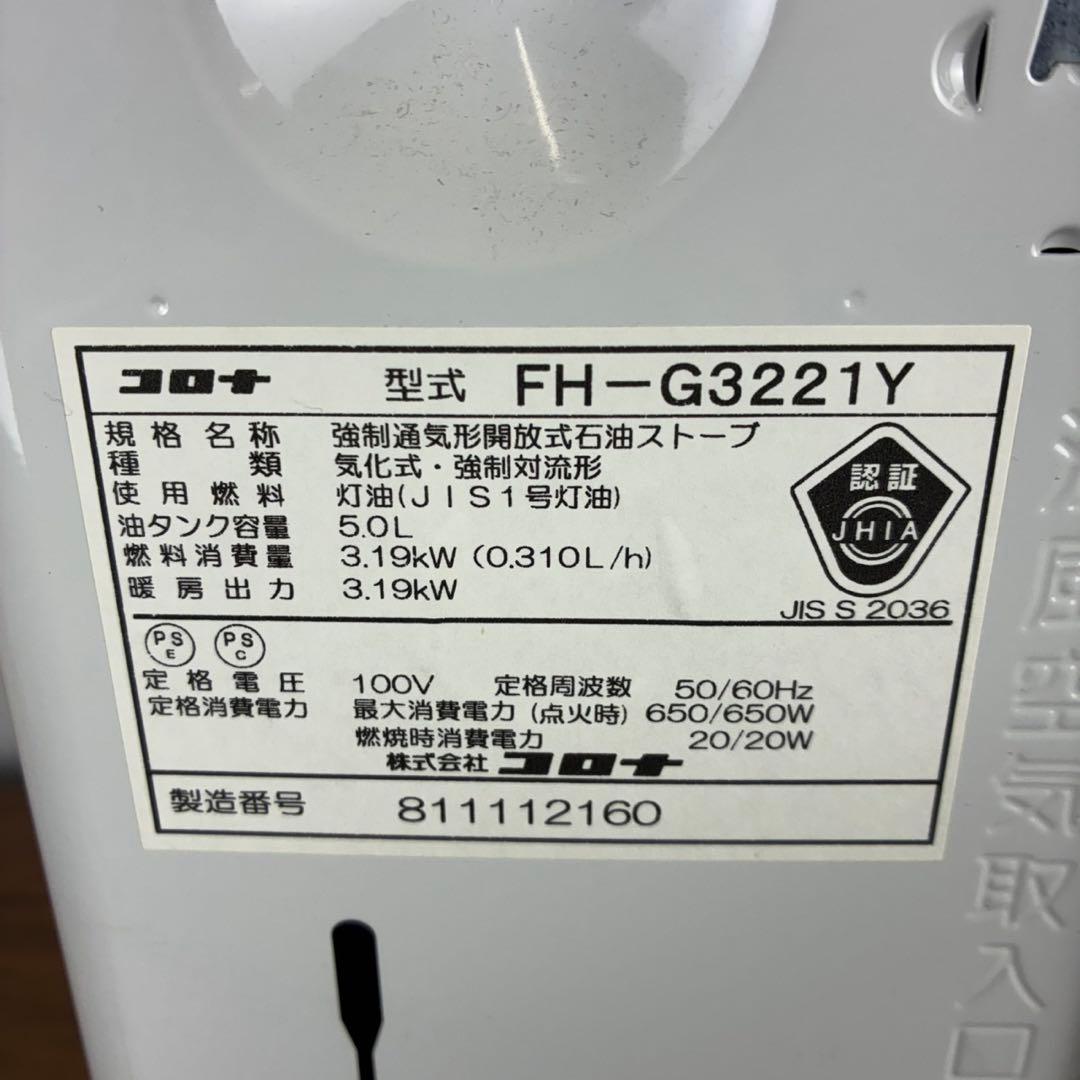 コロナ 型式 FH-G3221Y
規格名称 強制通気形開放式石油ストーブ
種類 気化式・強制対流形
使用燃料 灯油(JIS1号灯油)
油タンク容量 5.0L
燃料消費量 3.19kW (0.310L/h)
暖房出力 3.19kW
認証
JHIA
JIS S 2036
PS E PS C
定格電圧 100V 定格周波数 50/60Hz
定格消費電力 最大消費電力(点火時) 650/650W
燃焼時消費電力 20/20W
株式会社 コロナ
製造番号 811112160
風空気取入口